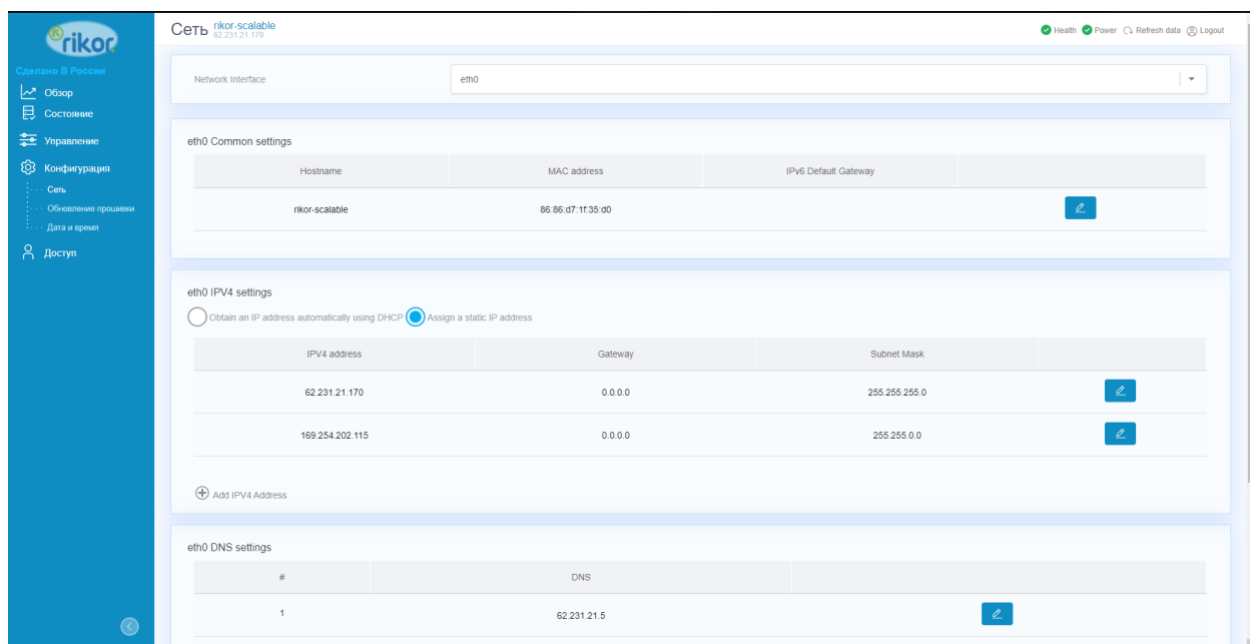 rikor
Сделано В России
Обзор
Состояние
Управление
Конфигурация
Сеть
Обновление прошивки
Дата и время
Доступ
Сеть rikor-scalable
62.231.21.170
Health Power Refresh data Logout
Network Interface eth0
eth0 Common settings
Hostname MAC address IPv6 Default Gateway
rikor-scalable 86:86:d7:1f:35:d0
eth0 IPV4 settings
Obtain an IP address automatically using DHCP Assign a static IP address
IPV4 address Gateway Subnet Mask
62.231.21.170 0.0.0.0 255.255.255.0
169.254.202.115 0.0.0.0 255.255.0.0
Add IPV4 Address
eth0 DNS settings
# DNS
1 62.231.21.5